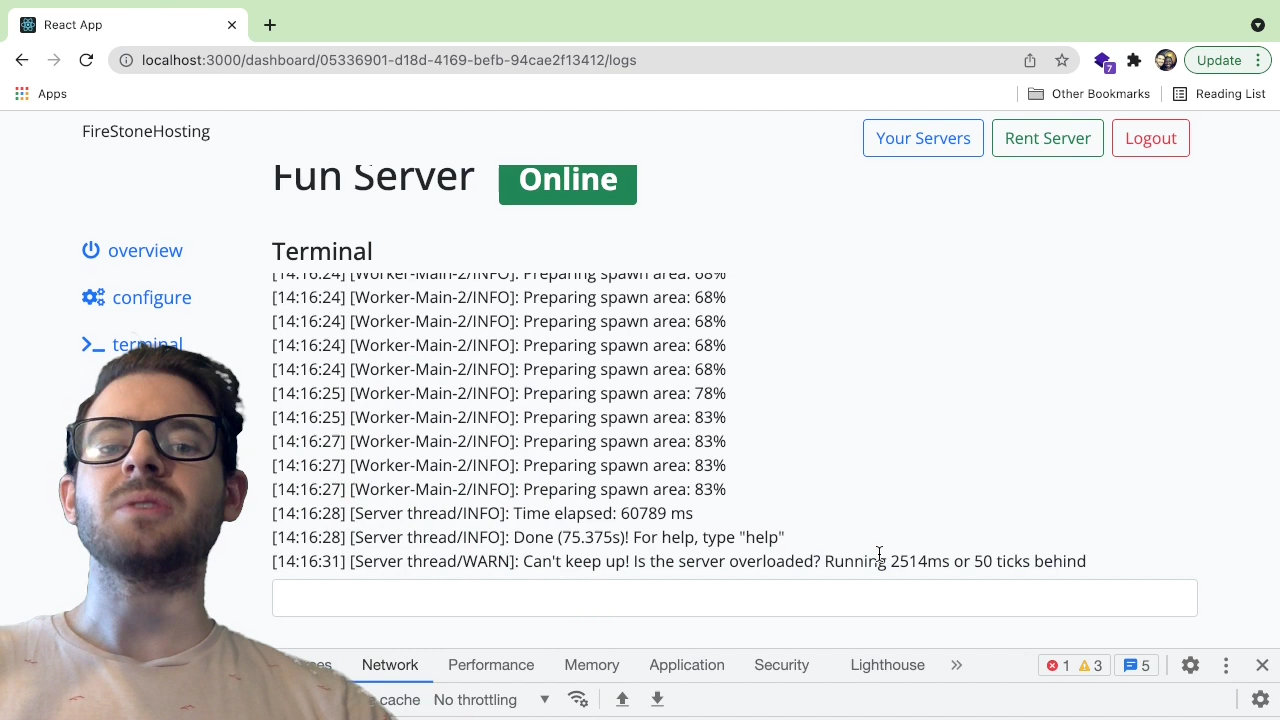 React App
localhost:3000/dashboard/05336901-d18d-4169-befb-94cae2f13412/logs
7
Update
Apps
Other Bookmarks
Reading List
FireStoneHosting
Your Servers
Rent Server
Logout
Fun Server
Online
overview
configure
terminal
Terminal
[14:16:24] [Worker-Main-2/INFO]: Preparing spawn area: 68%
[14:16:24] [Worker-Main-2/INFO]: Preparing spawn area: 68%
[14:16:24] [Worker-Main-2/INFO]: Preparing spawn area: 68%
[14:16:24] [Worker-Main-2/INFO]: Preparing spawn area: 68%
[14:16:24] [Worker-Main-2/INFO]: Preparing spawn area: 68%
[14:16:25] [Worker-Main-2/INFO]: Preparing spawn area: 78%
[14:16:25] [Worker-Main-2/INFO]: Preparing spawn area: 83%
[14:16:27] [Worker-Main-2/INFO]: Preparing spawn area: 83%
[14:16:27] [Worker-Main-2/INFO]: Preparing spawn area: 83%
[14:16:27] [Worker-Main-2/INFO]: Preparing spawn area: 83%
[14:16:28] [Server thread/INFO]: Time elapsed: 60789 ms
[14:16:28] [Server thread/INFO]: Done (75.375s)! For help, type "help"
[14:16:31] [Server thread/WARN]: Can't keep up! Is the server overloaded? Running 2514ms or 50 ticks behind
Network
Performance
Memory
Application
Security
Lighthouse
1
3
5
cache
No throttling